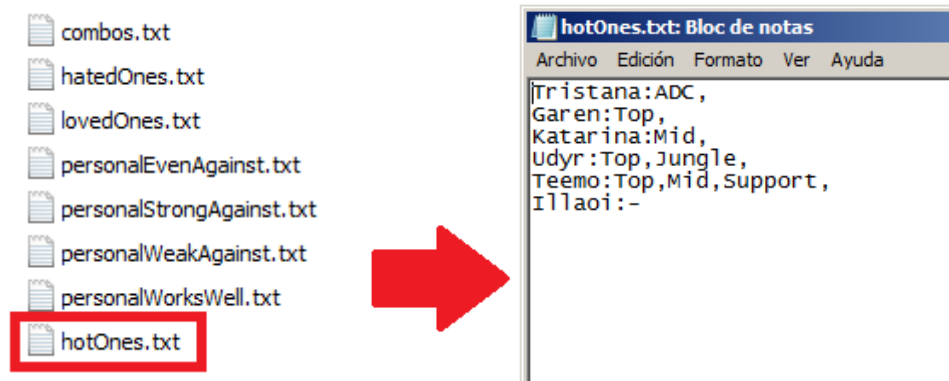 combos.txt
hatedOnes.txt
lovedOnes.txt
personalEvenAgainst.txt
personalStrongAgainst.txt
personalWeakAgainst.txt
personalWorksWell.txt
hotOnes.txt
hotOnes.txt: Bloc de notas
Archivo Edición Formato Ver Ayuda
Tristana:ADC,
Garen:Top,
Katarina:Mid,
Udyr:Top,Jungle,
Teemo:Top,Mid,Support,
Illaoi:-